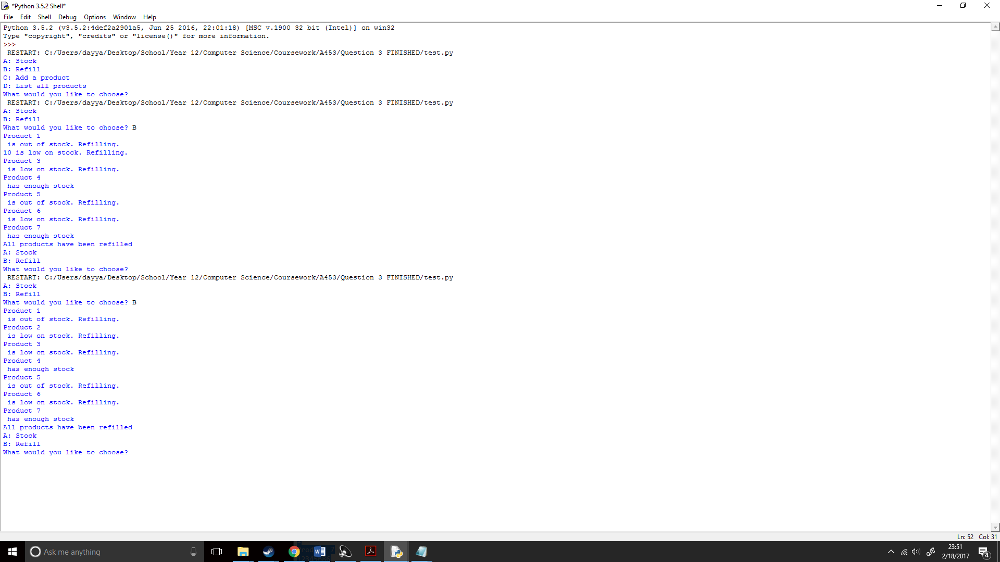 *Python 3.5.2 Shell*
File Edit Shell Debug Options Window Help
Python 3.5.2 (v3.5.2:4def2a2901a5, Jun 25 2016, 22:01:18) [MSC v.1900 32 bit (Intel)] on win32
Type "copyright", "credits" or "license()" for more information.
>>>
RESTART: C:/Users/dayya/Desktop/School/Year 12/Computer Science/Coursework/A453/Question 3 FINISHED/test.py
A: Stock
B: Refill
C: Add a product
D: List all products
What would you like to choose?
RESTART: C:/Users/dayya/Desktop/School/Year 12/Computer Science/Coursework/A453/Question 3 FINISHED/test.py
A: Stock
B: Refill
What would you like to choose? B
Product 1
is out of stock. Refilling.
10 is low on stock. Refilling.
Product 3
is low on stock. Refilling.
Product 4
has enough stock
Product 5
is out of stock. Refilling.
Product 6
is low on stock. Refilling.
Product 7
has enough stock
All products have been refilled
A: Stock
B: Refill
What would you like to choose?
RESTART: C:/Users/dayya/Desktop/School/Year 12/Computer Science/Coursework/A453/Question 3 FINISHED/test.py
A: Stock
B: Refill
What would you like to choose? B
Product 1
is out of stock. Refilling.
Product 2
is low on stock. Refilling.
Product 3
is low on stock. Refilling.
Product 4
has enough stock
Product 5
is out of stock. Refilling.
Product 6
is low on stock. Refilling.
Product 7
has enough stock
All products have been refilled
A: Stock
B: Refill
What would you like to choose?
Ln: 52 Col: 31
Ask me anything
23:51
2/18/2017
4